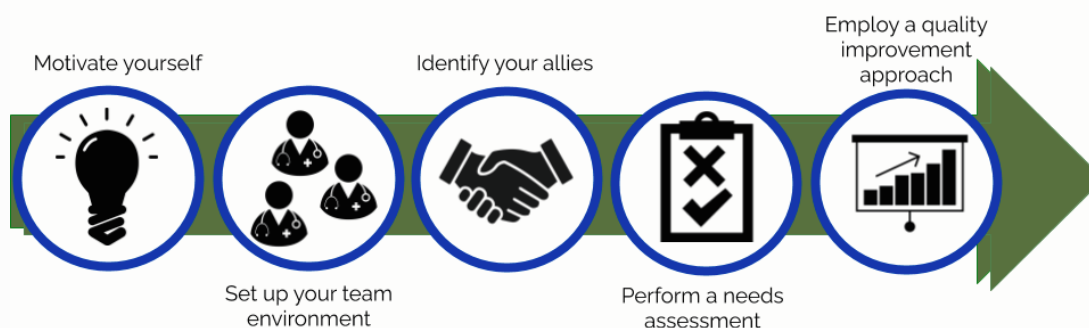 Motivate yourself
Set up your team
environment
Identify your allies
Perform a needs
assessment
Employ a quality
improvement
approach